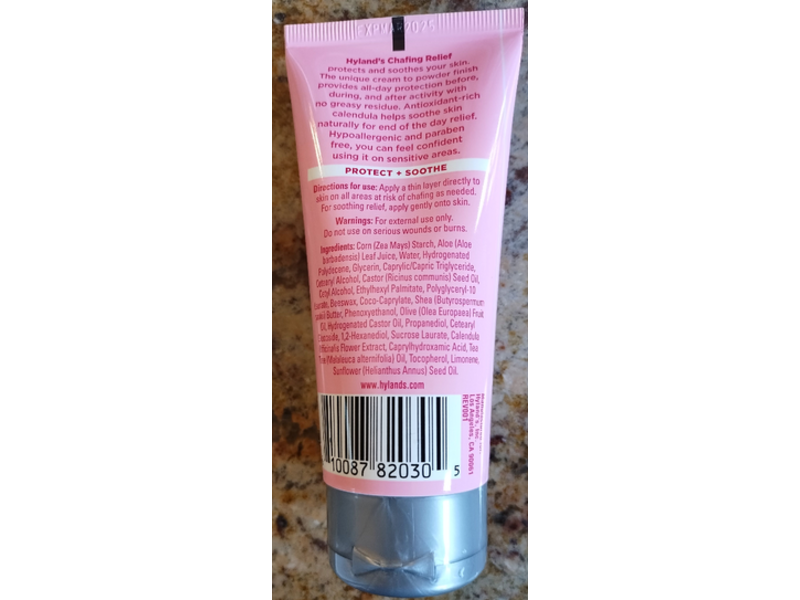 EXPMAR2025
Hyland's Chafing Relief
protects and soothes your skin.
The unique cream to powder finish
provides all-day protection before,
during, and after activity with
no greasy residue. Antioxidant-rich
calendula helps soothe skin
naturally for end of the day relief.
Hypoallergenic and paraben
free, you can feel confident
using it on sensitive areas.
PROTECT + SOOTHE
Directions for use: Apply a thin layer directly to
skin on all areas at risk of chafing as needed.
For soothing relief, apply gently onto skin.
Warnings: For external use only.
Do not use on serious wounds or burns.
Ingredients: Corn (Zea Mays) Starch, Aloe (Aloe
barbadensis) Leaf Juice, Water, Hydrogenated
Polydecene, Glycerin, Caprylic/Capric Triglyceride,
Cetearyl Alcohol, Castor (Ricinus communis) Seed Oil,
Cetyl Alcohol, Ethylhexyl Palmitate, Polyglyceryl-10
Beeswax, Coco-Caprylate, Shea (Butyrospermum
Butter, Phenoxyethanol, Olive (Olea Europaea) Fruit
Oil, Hydrogenated Castor Oil, Propanediol, Cetearyl
1,2-Hexanediol, Sucrose Laurate, Calendula
Flower Extract, Caprylhydroxamic Acid, Tea
(Mataleuca alternifolia) Oil, Tocopherol, Limonene,
Sunflower (Helianthus Annus) Seed Oil.
www.hylands.com
10087 82030 5
Hyland's, Inc.
Los Angeles, CA 90061
REV001